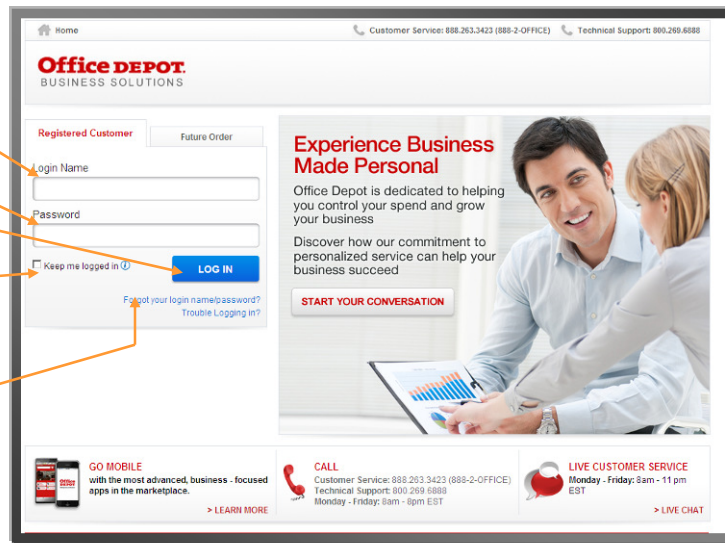 Home
Customer Service: 888.263.3423 (888-2-OFFICE)
Technical Support: 800.269.6888
Office DEPOT.
BUSINESS SOLUTIONS
Registered Customer
Future Order
Login Name
Password
Keep me logged in
LOG IN
Forgot your login name/password?
Trouble Logging in?
Experience Business
Made Personal
Office Depot is dedicated to helping
you control your spend and grow
your business
Discover how our commitment to
personalized service can help your
business succeed
START YOUR CONVERSATION
GO MOBILE
with the most advanced, business - focused
apps in the marketplace.
> LEARN MORE
CALL
Customer Service: 888.263.3423 (888-2-OFFICE)
Technical Support: 800.269.6888
Monday - Friday: 8am - 8pm EST
LIVE CUSTOMER SERVICE
Monday - Friday: 8am - 11 pm
EST
> LIVE CHAT